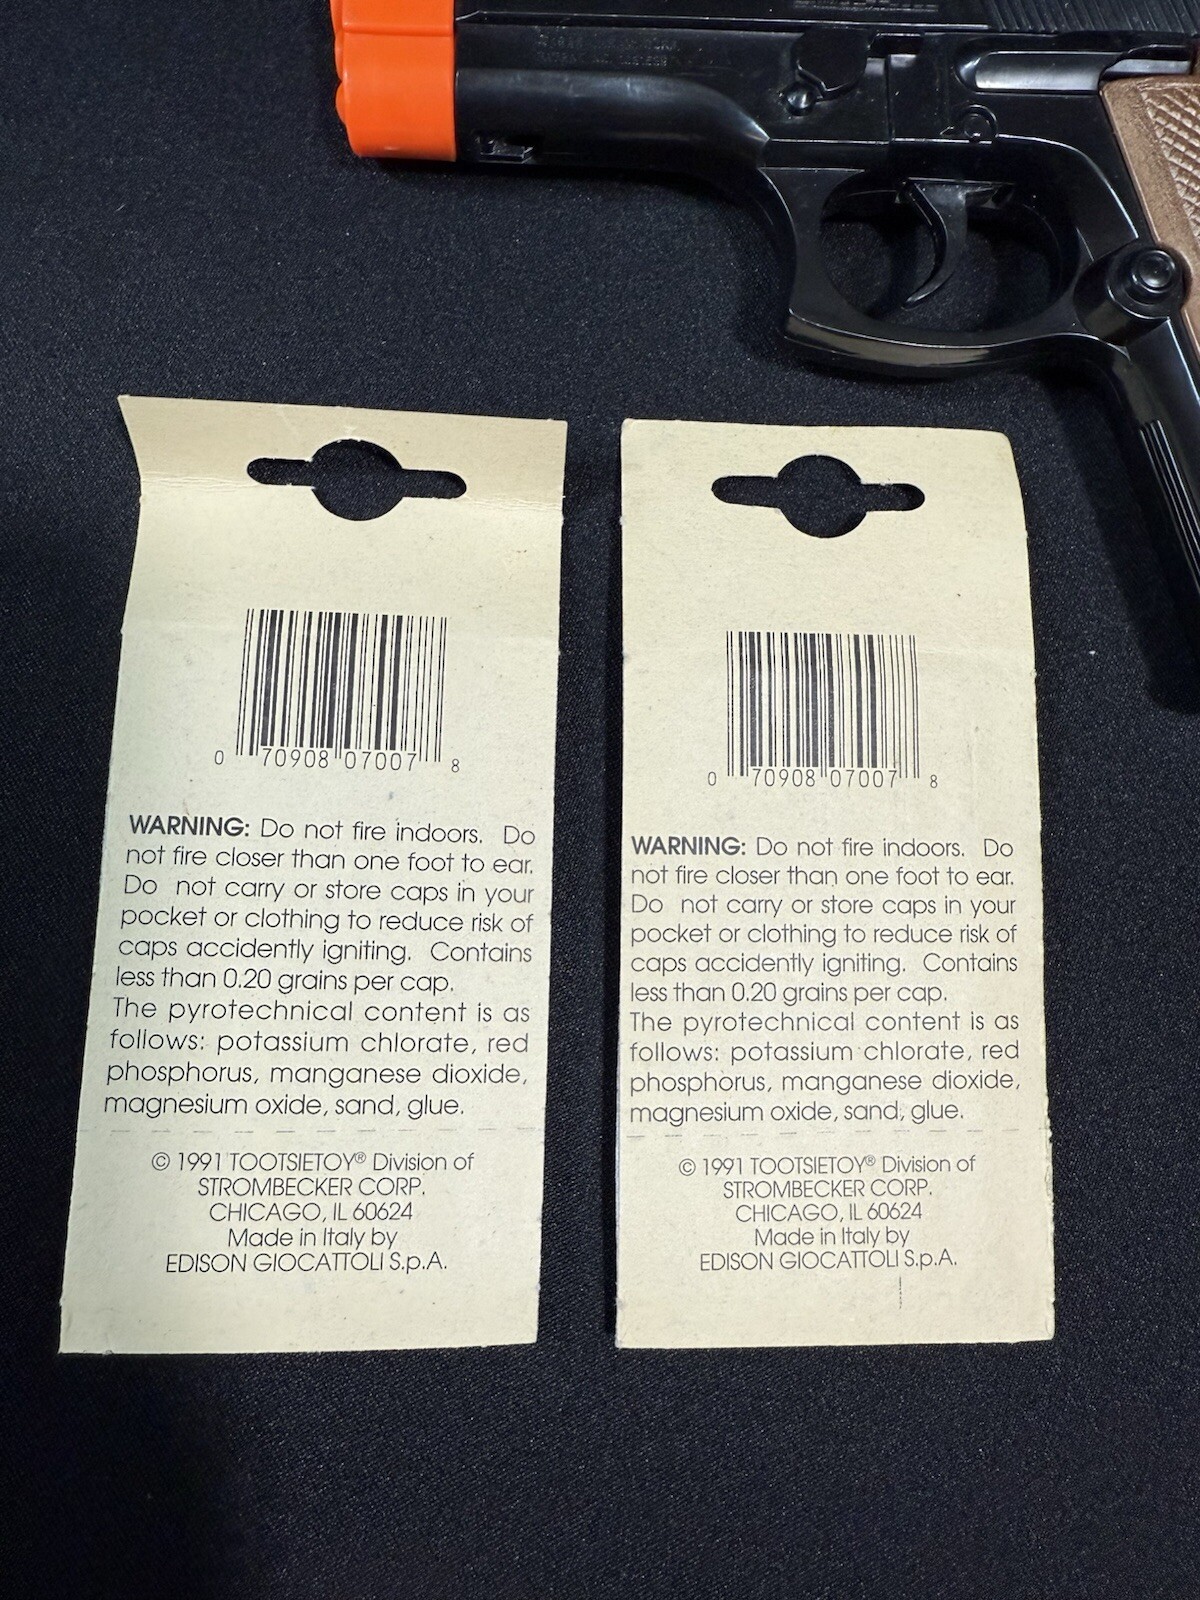 0 70908 07007 8
WARNING: Do not fire indoors. Do
not fire closer than one foot to ear.
Do not carry or store caps in your
pocket or clothing to reduce risk of
caps accidently igniting. Contains
less than 0.20 grains per cap.
The pyrotechnical content is as
follows: potassium chlorate, red
phosphorus, manganese dioxide,
magnesium oxide, sand, glue.
© 1991 TOOTSIETOY® Division of
STROMBECKER CORP.
CHICAGO, IL 60624
Made in Italy by
EDISON GIOCATTOLI S.p.A.
0 70908 07007 8
WARNING: Do not fire indoors. Do
not fire closer than one foot to ear.
Do not carry or store caps in your
pocket or clothing to reduce risk of
caps accidently igniting. Contains
less than 0.20 grains per cap.
The pyrotechnical content is as
follows: potassium chlorate, red
phosphorus, manganese dioxide,
magnesium oxide, sand, glue.
© 1991 TOOTSIETOY® Division of
STROMBECKER CORP.
CHICAGO, IL 60624
Made in Italy by
EDISON GIOCATTOLI S.p.A.